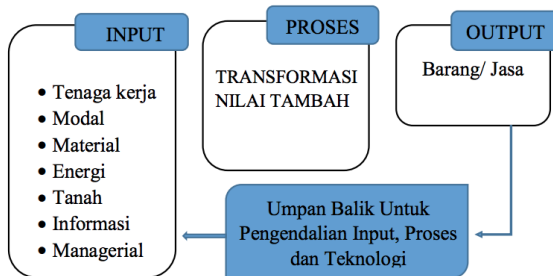 INPUT
• Tenaga kerja
• Modal
• Material
• Energi
• Tanah
• Informasi
• Managerial
PROSES
TRANSFORMASI
NILAI TAMBAH
OUTPUT
Barang/ Jasa
Umpan Balik Untuk
Pengendalian Input, Proses
dan Teknologi